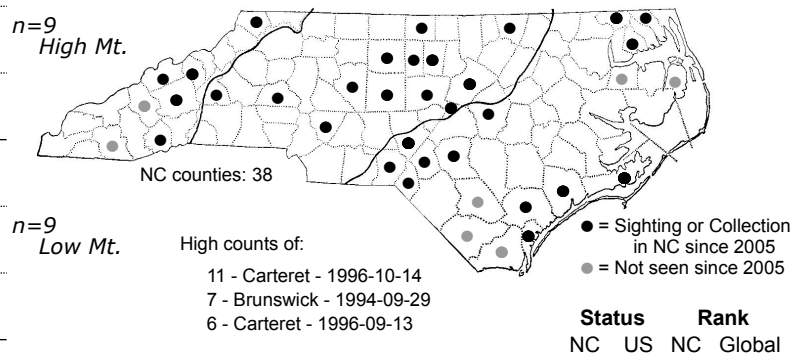 n=9
High Mt.
NC counties: 38
n=9
Low Mt.
High counts of:
11 - Carteret - 1996-10-14
7 - Brunswick - 1994-09-29
6 - Carteret - 1996-09-13
= Sighting or Collection
in NC since 2005
= Not seen since 2005
Status Rank
NC US NC Global